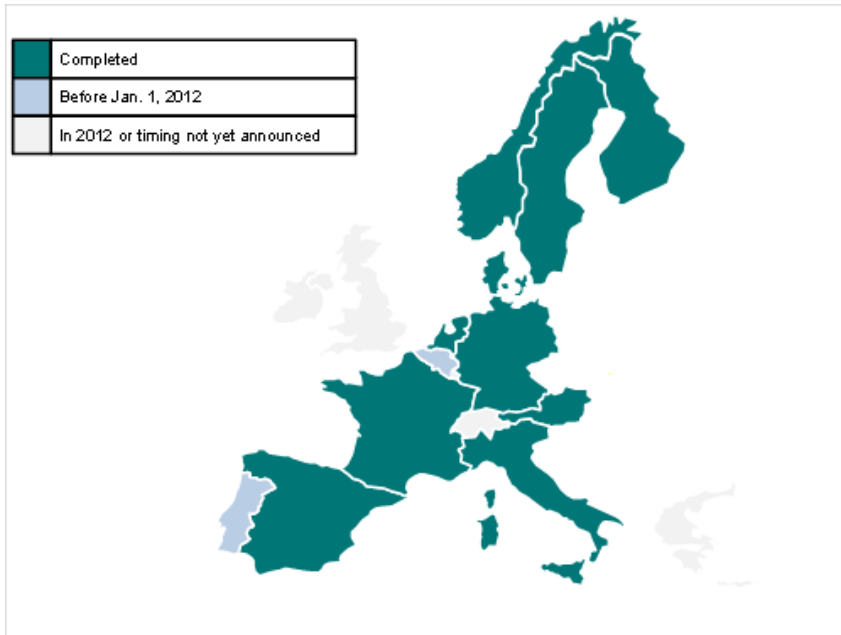 Completed
Before Jan. 1, 2012
In 2012 or timing not yet announced